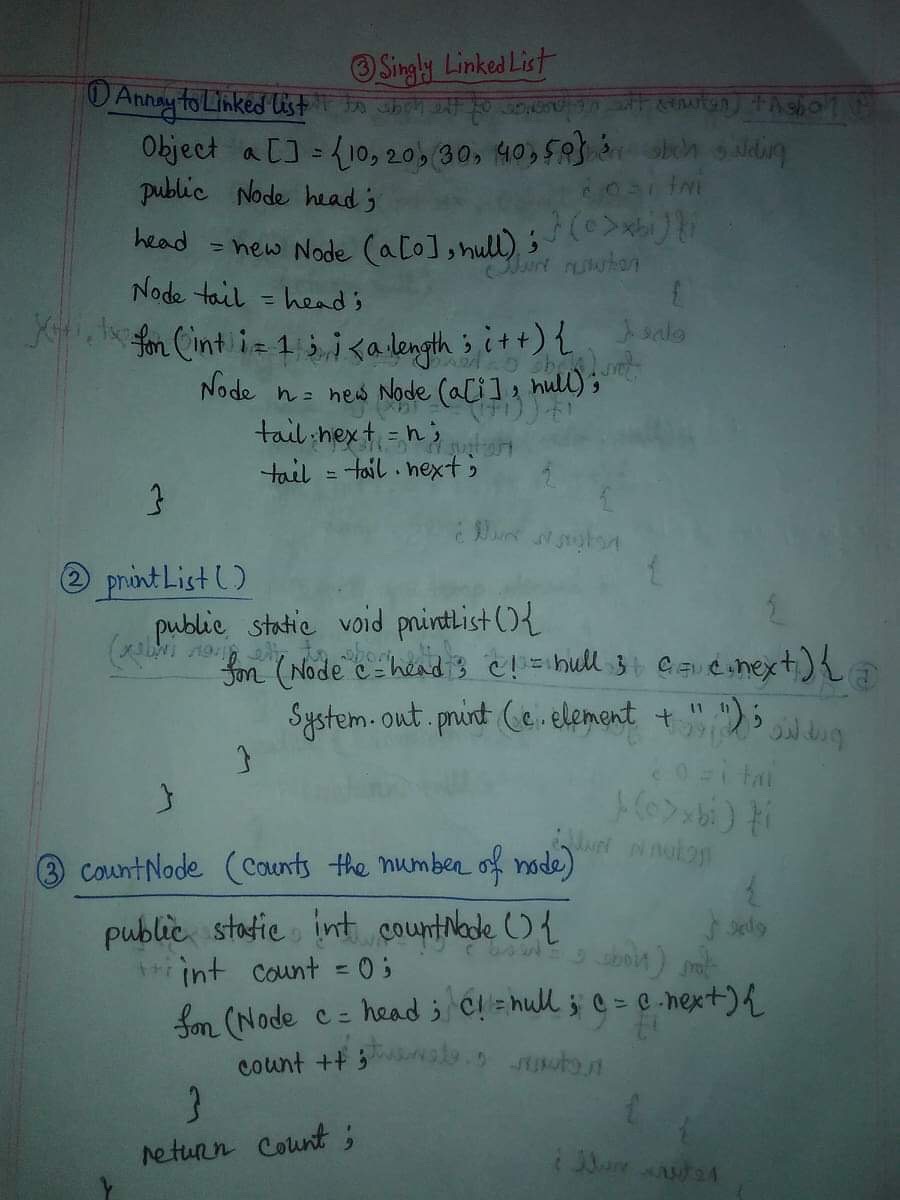 ③ Singly Linked List
① Array to Linked list
Object a [] = {10, 20, 30, 40, 50} ;
public Node head ;
head = new Node (a[0], null) ;
Node tail = head ;
for (int i = 1 ; i < a.length ; i++) {
Node n = new Node (a[i], null) ;
tail.next = n ;
tail = tail.next ;
}
② printList ()
public static void printList () {
for (Node c = head ; c != null ; c = c.next) {
System.out.print (c.element + " ") ;
}
}
③ countNode (counts the number of node)
public static int countNode () {
int count = 0 ;
for (Node c = head ; c != null ; c = c.next) {
count ++ ;
}
return count ;
}